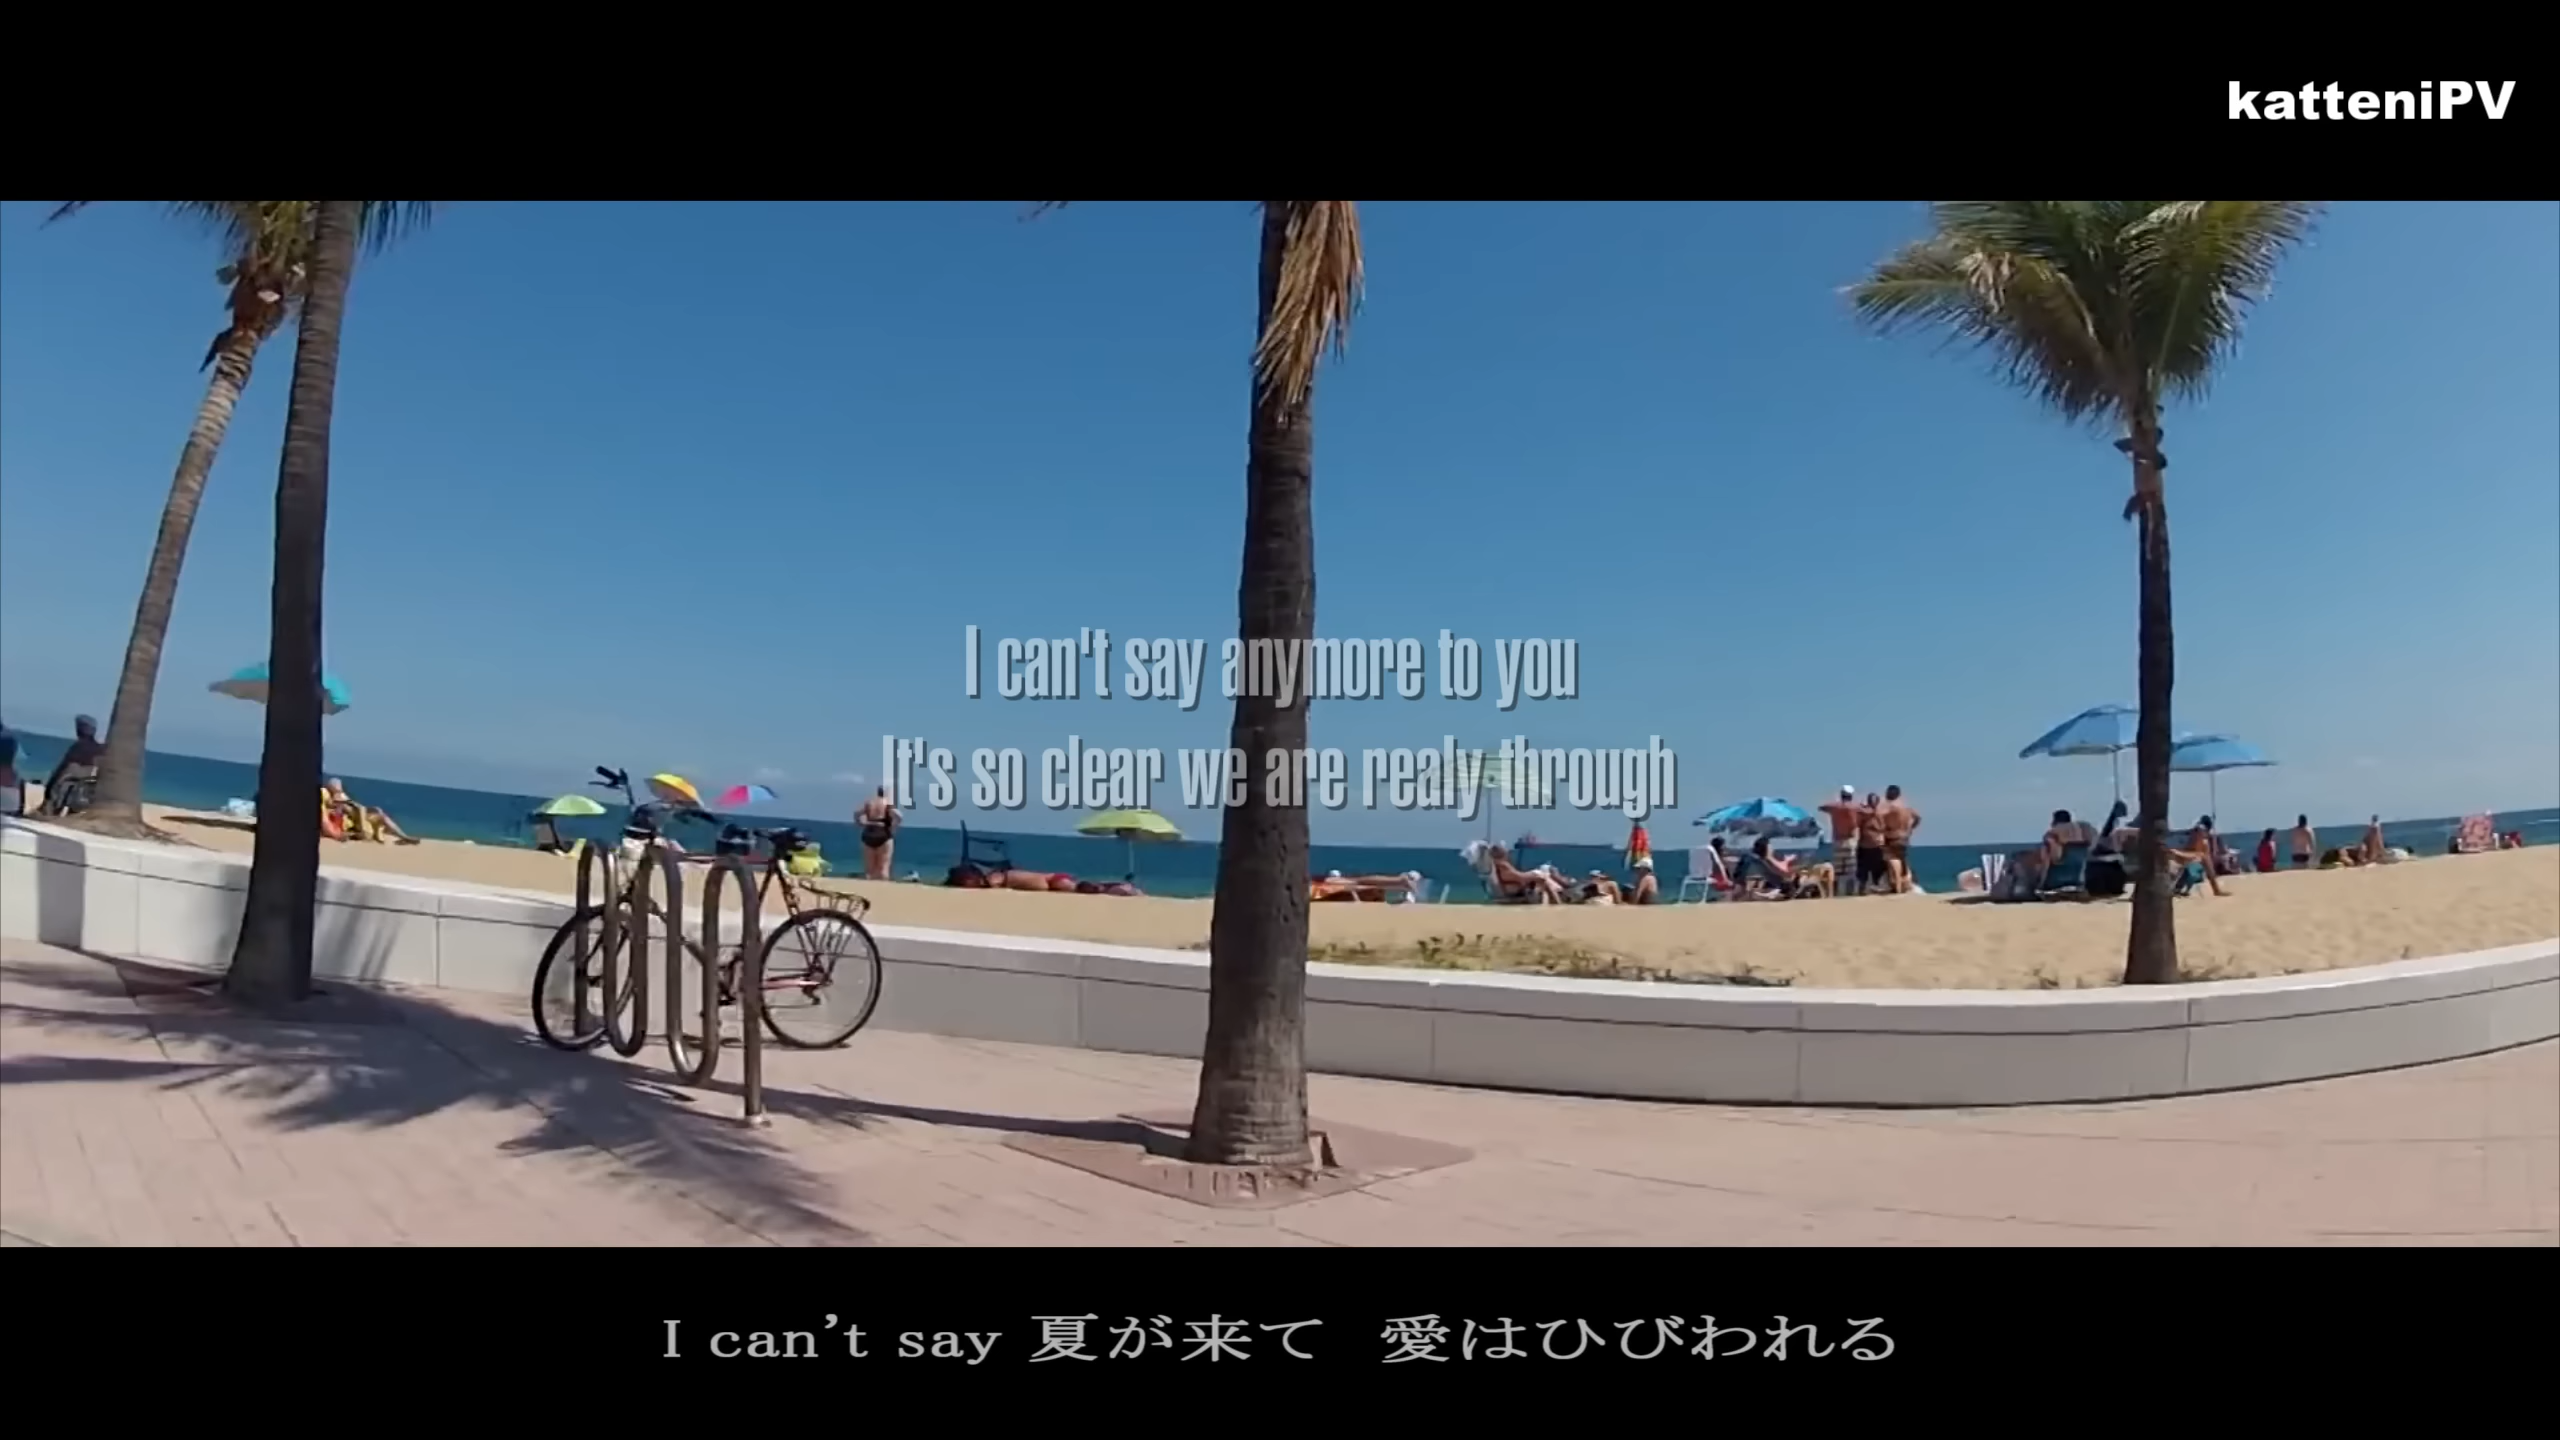 katteniPV
I can't say anymore to you
It's so clear we are realy through
I can't say 夏が来て 愛はひびわれる